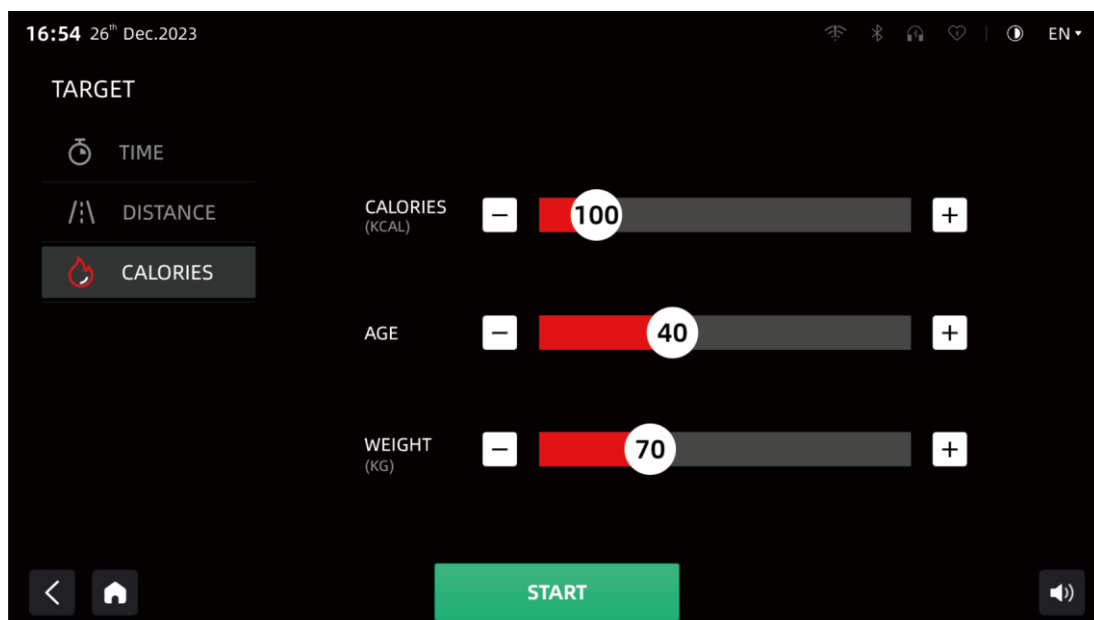 16:54 26th Dec.2023
EN
TARGET
TIME
DISTANCE
CALORIES
CALORIES
(KCAL)
− 100 +
AGE
− 40 +
WEIGHT
(KG)
− 70 +
START